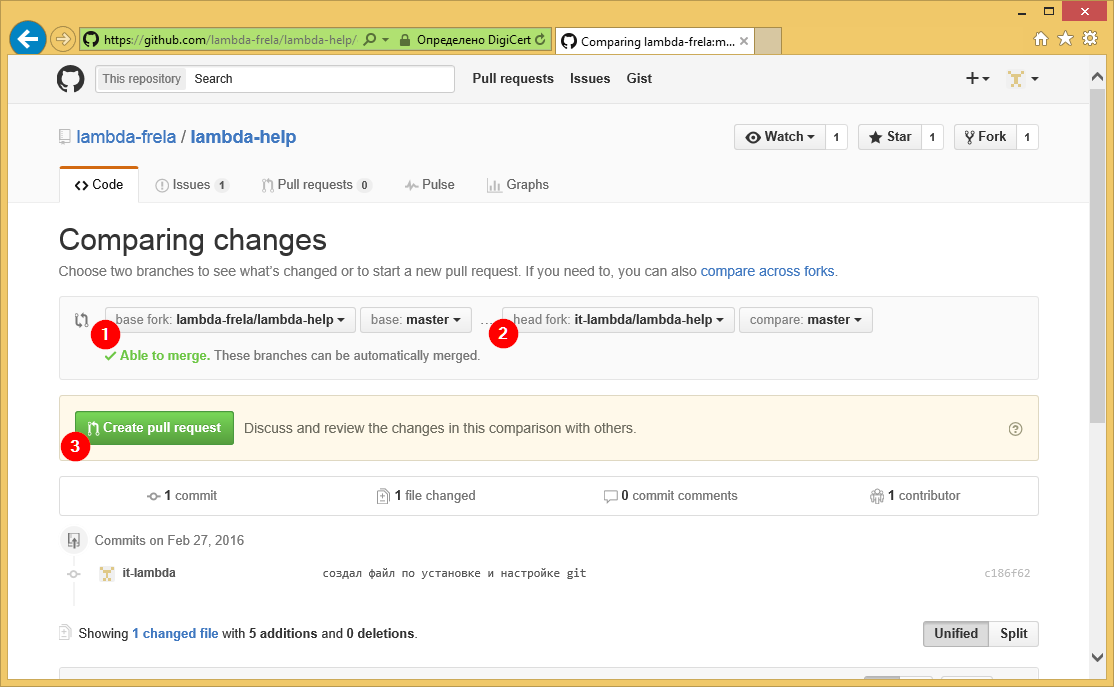 https://github.com/lambda-frela/lambda-help/ Определено DigiCert Comparing lambda-frela:m...
This repository Search Pull requests Issues Gist
lambda-frela / lambda-help Watch 1 Star 1 Fork 1
Code Issues 1 Pull requests 0 Pulse Graphs
Comparing changes
Choose two branches to see what's changed or to start a new pull request. If you need to, you can also compare across forks.
base fork: lambda-frela/lambda-help base: master ... head fork: it-lambda/lambda-help compare: master
1 2
Able to merge. These branches can be automatically merged.
Create pull request Discuss and review the changes in this comparison with others.
3
1 commit 1 file changed 0 commit comments 1 contributor
Commits on Feb 27, 2016
it-lambda создал файл по установке и настройке git c186f62
Showing 1 changed file with 5 additions and 0 deletions. Unified Split